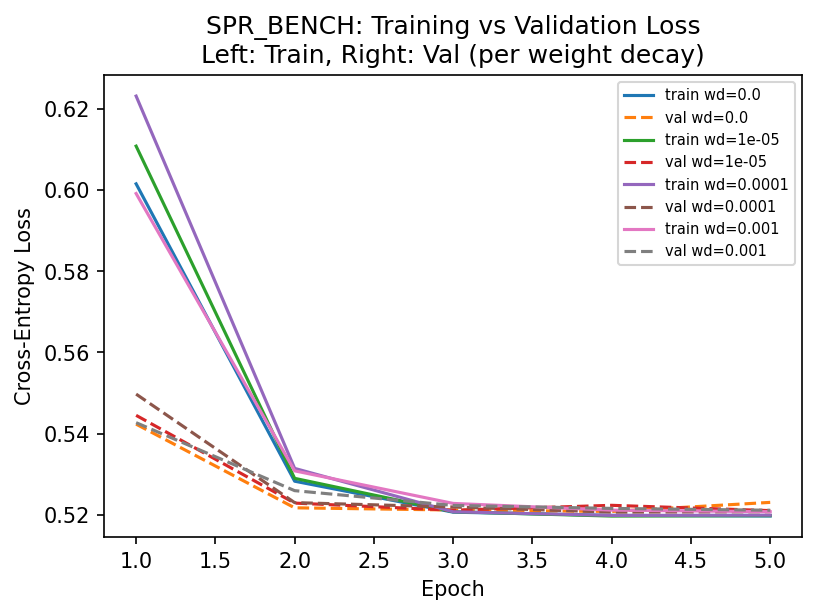 SPR_BENCH: Training vs Validation Loss
Left: Train, Right: Val (per weight decay)
Cross-Entropy Loss
0.62
0.60
0.58
0.56
0.54
0.52
train wd=0.0
val wd=0.0
train wd=1e-05
val wd=1e-05
train wd=0.0001
val wd=0.0001
train wd=0.001
val wd=0.001
1.0 1.5 2.0 2.5 3.0 3.5 4.0 4.5 5.0
Epoch